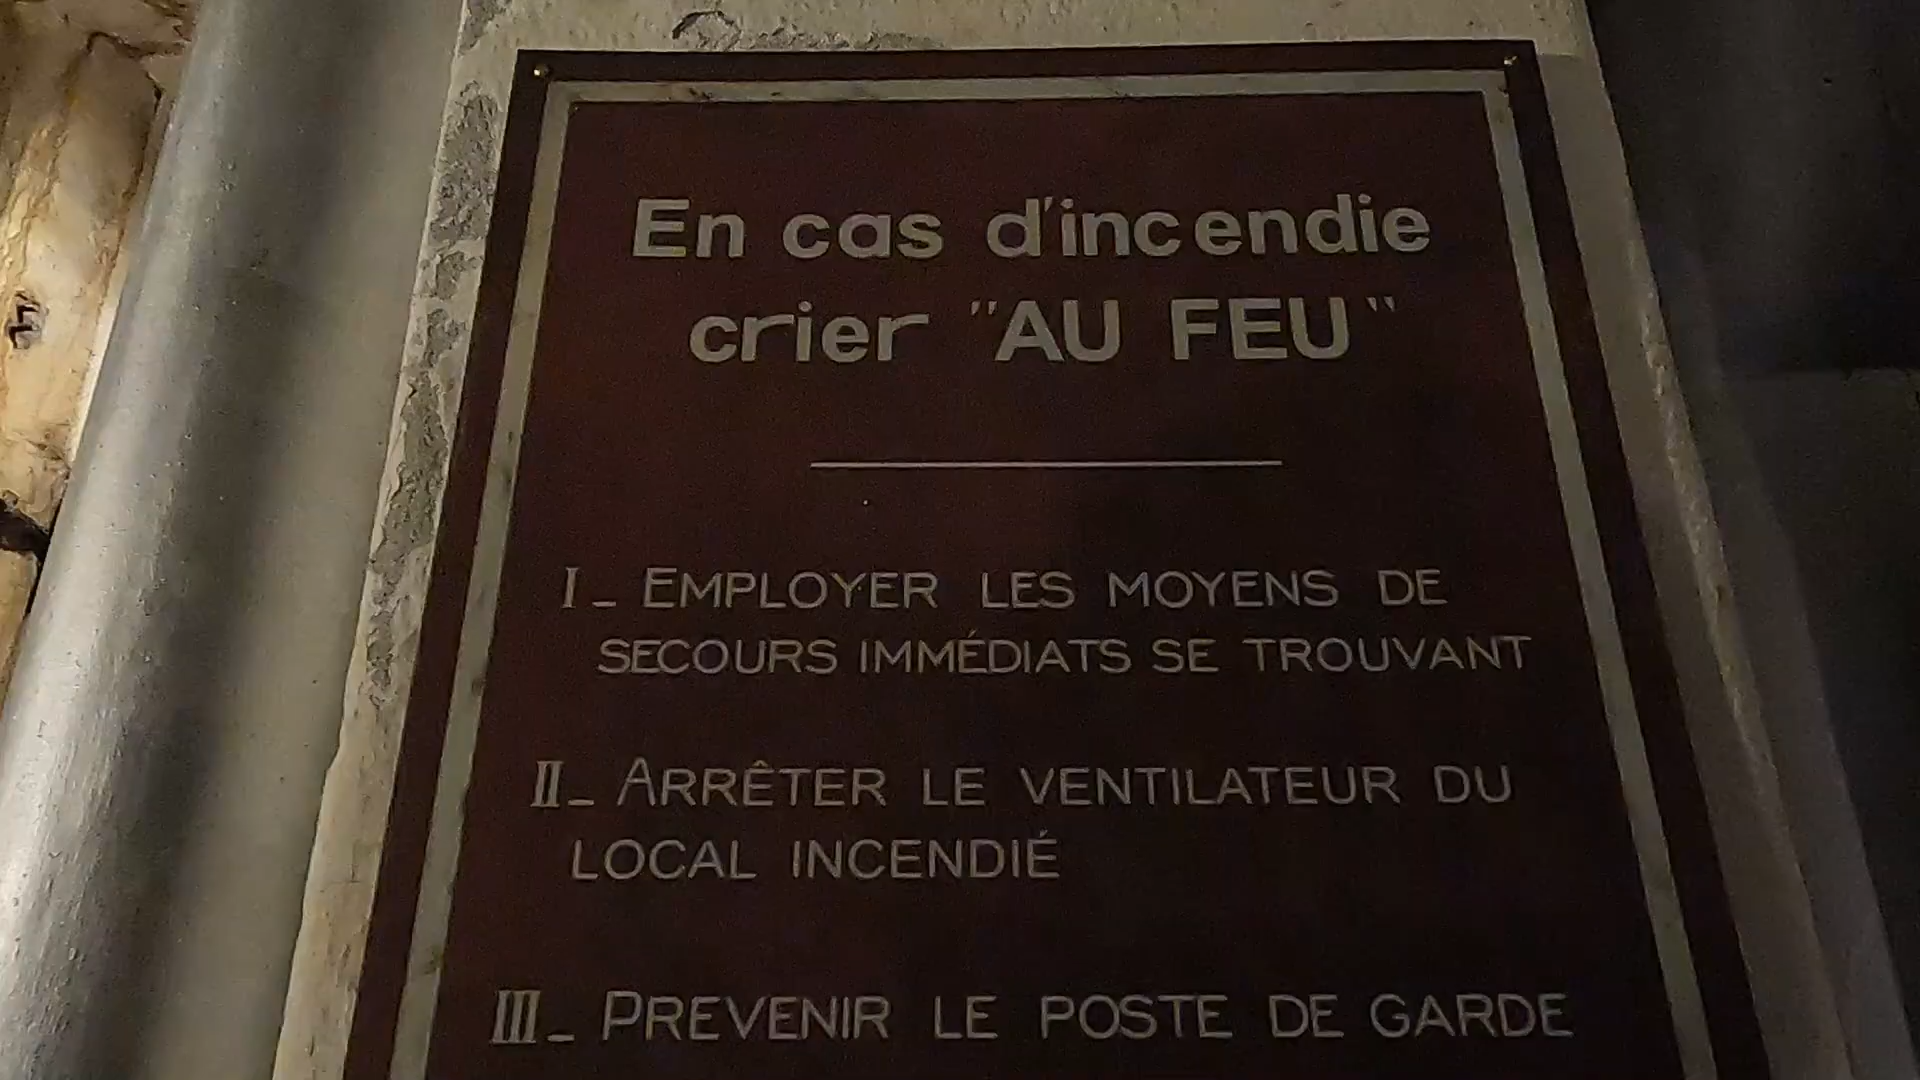 En cas d'incendie
crier "AU FEU"
I_ EMPLOYER LES MOYENS DE
SECOURS IMMÉDIATS SE TROUVANT
II_ ARRÊTER LE VENTILATEUR DU
LOCAL INCENDIÉ
III_ PREVENIR LE POSTE DE GARDE